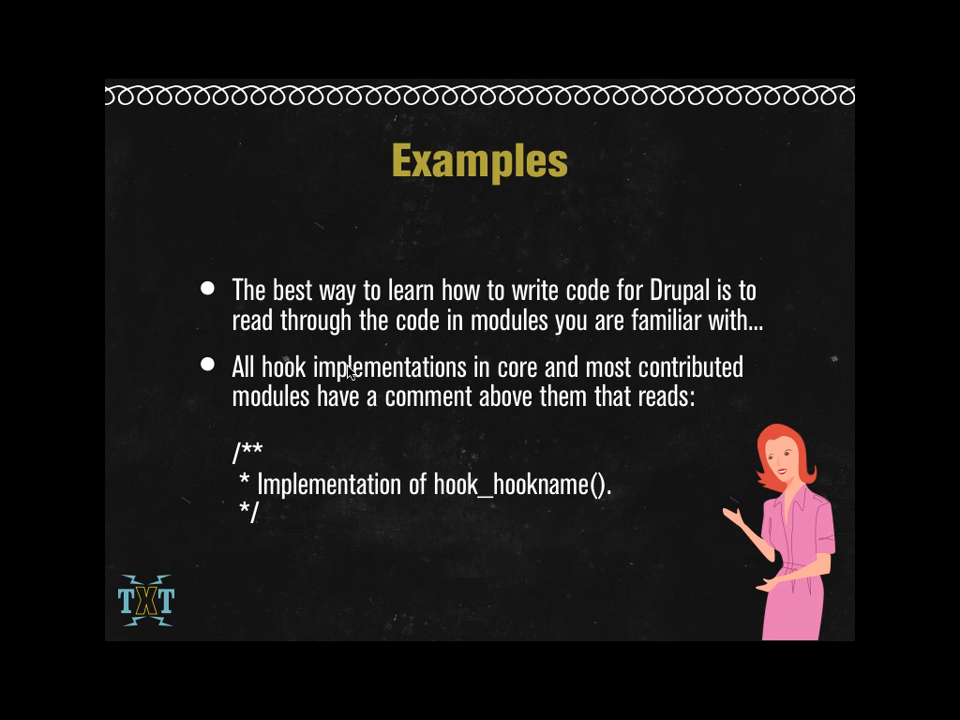 Examples
The best way to learn how to write code for Drupal is to
read through the code in modules you are familiar with...
All hook implementations in core and most contributed
modules have a comment above them that reads:
/**
* Implementation of hook_hookname().
*/
TXT